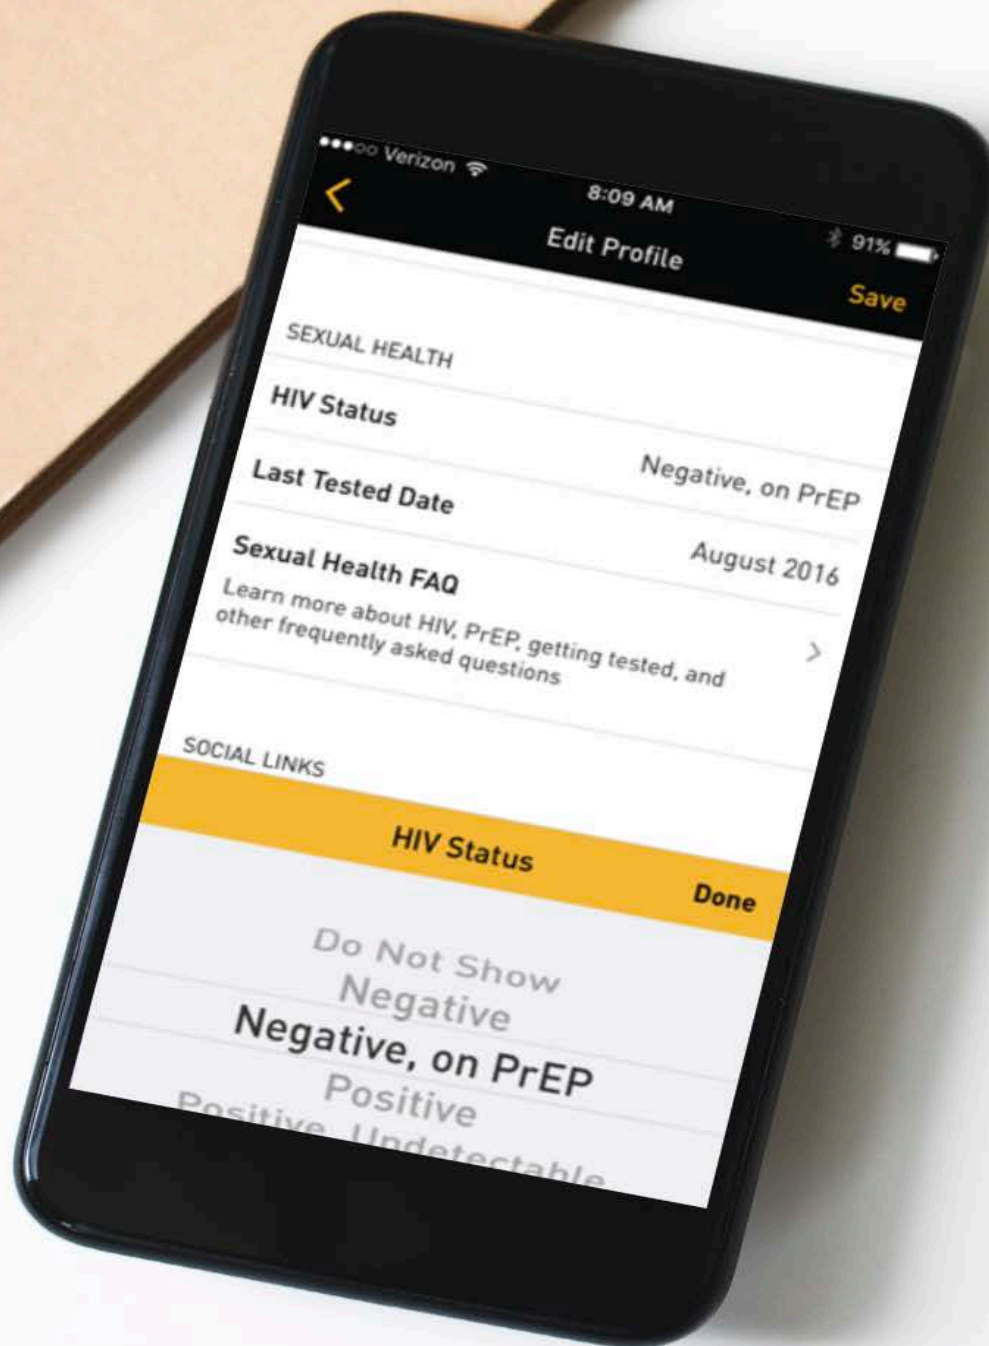 Verizon
8:09 AM
91%
Edit Profile
Save
SEXUAL HEALTH
HIV Status
Negative, on PrEP
Last Tested Date
August 2016
Sexual Health FAQ
Learn more about HIV, PrEP, getting tested, and
other frequently asked questions
SOCIAL LINKS
HIV Status
Done
Do Not Show
Negative
Negative, on PrEP
Positive
Positive, Undetectable